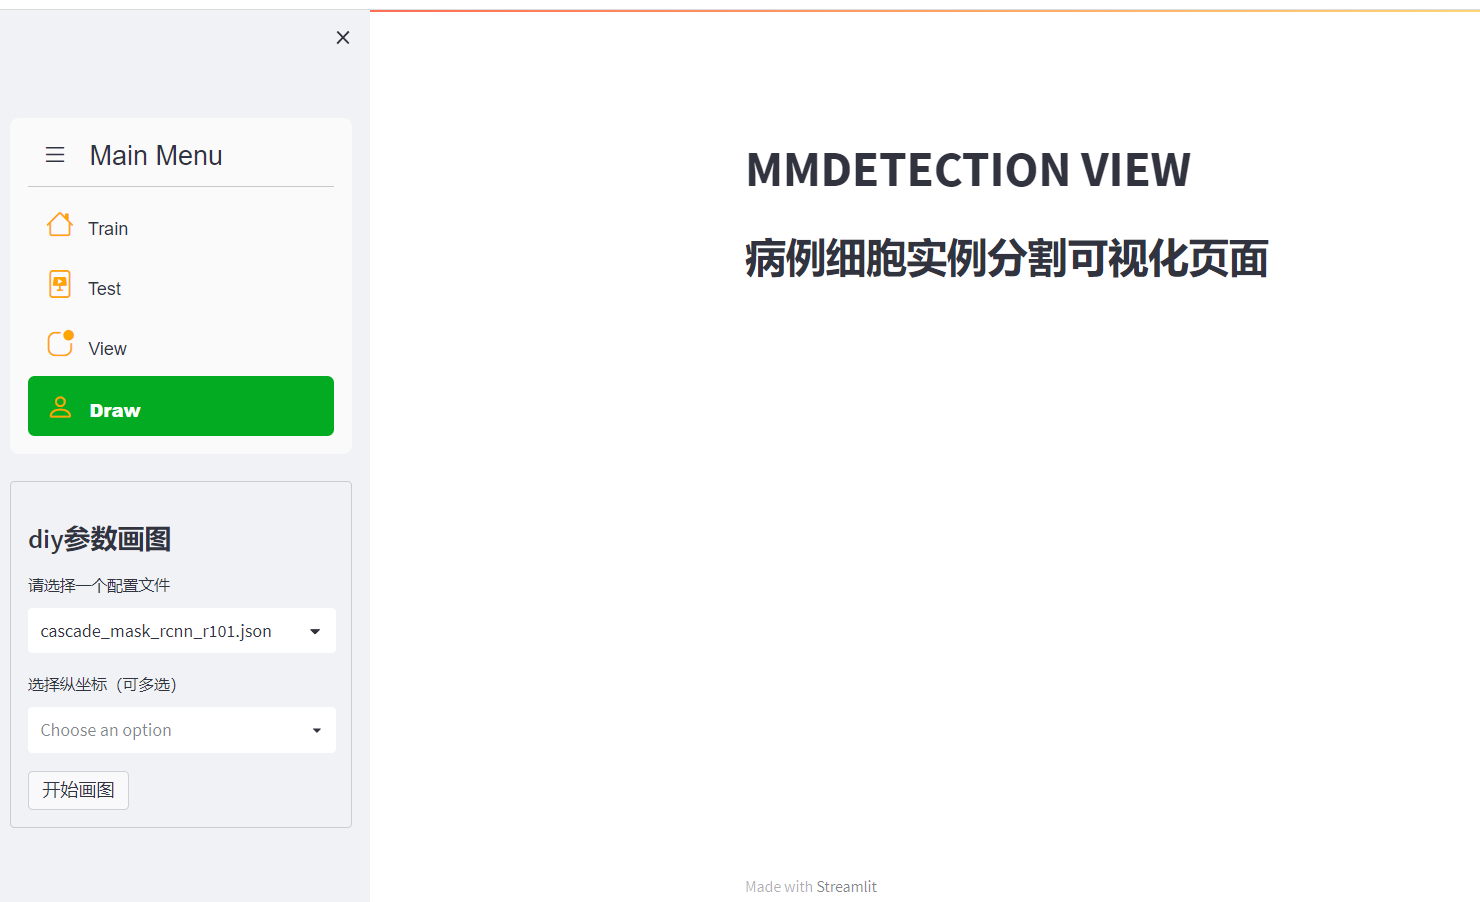 Main Menu
Train
Test
View
Draw
diy参数画图
请选择一个配置文件
cascade_mask_rcnn_r101.json
选择纵坐标（可多选）
Choose an option
开始画图
MMDETECTION VIEW
病例细胞实例分割可视化页面
Made with Streamlit